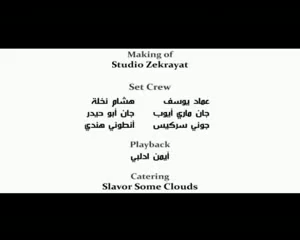 Making of
Studio Zekrayat
Set Crew
عماد يوسف هشام نخلة
جان ماري أيوب جان أبو حيدر
جوني سركيس أنطوني هندي
Playback
أيمن ادلبي
Catering
Slavor Some Clouds